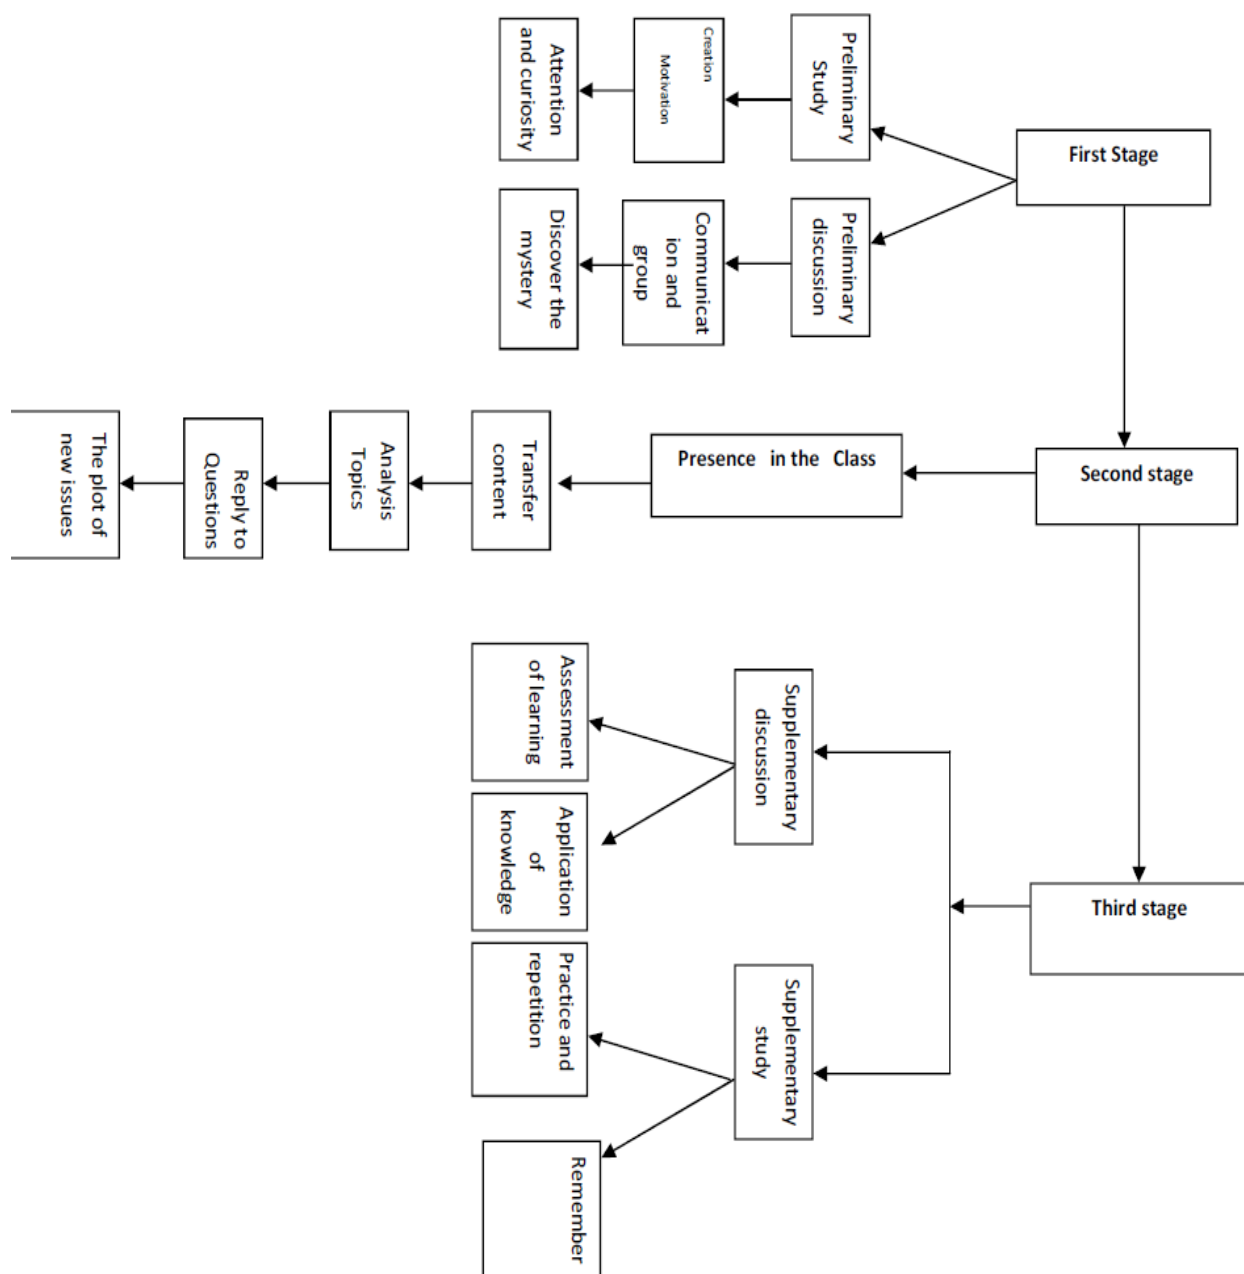 First Stage
Preliminary
Study
Creation
Motivation
Attention
and curiosity
Preliminary
discussion
Communicat
ion and
group
Discover the
mystery
Second stage
Presence in the Class
Transfer
content
Analysis
Topics
Reply to
Questions
The plot of
new issues
Third stage
Supplementary
discussion
Assessment
of learning
Application
of
knowledge
Supplementary
study
Practice and
repetition
Remember